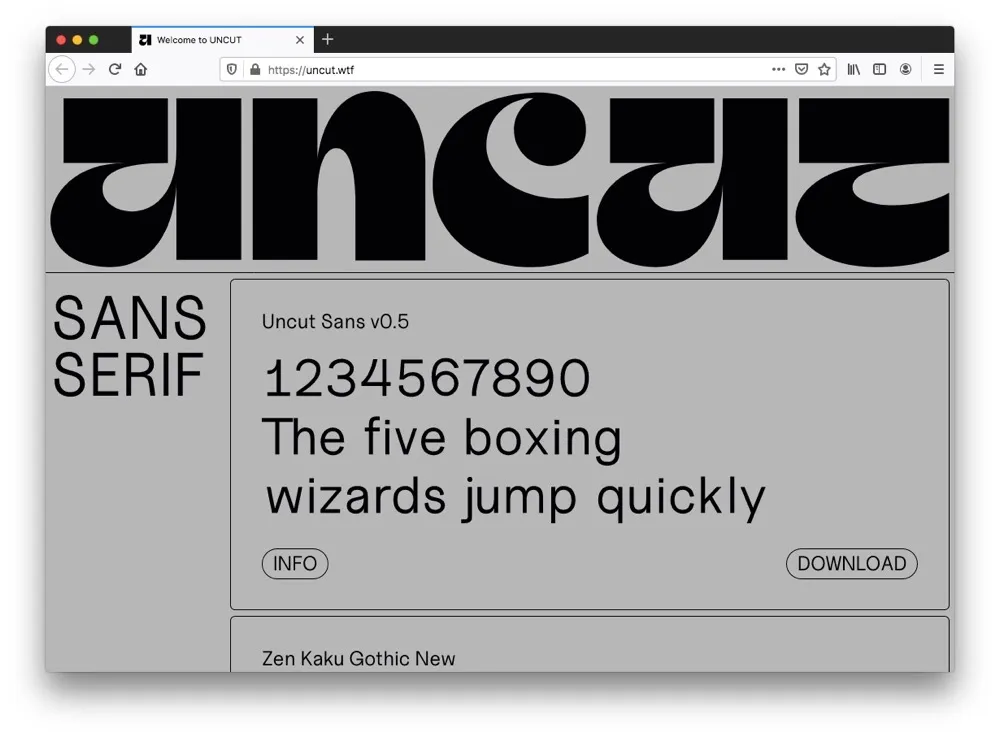 Welcome to UNCUT
https://uncut.wtf
uncut
SANS
SERIF
Uncut Sans v0.5
1234567890
The five boxing
wizards jump quickly
INFO
DOWNLOAD
Zen Kaku Gothic New